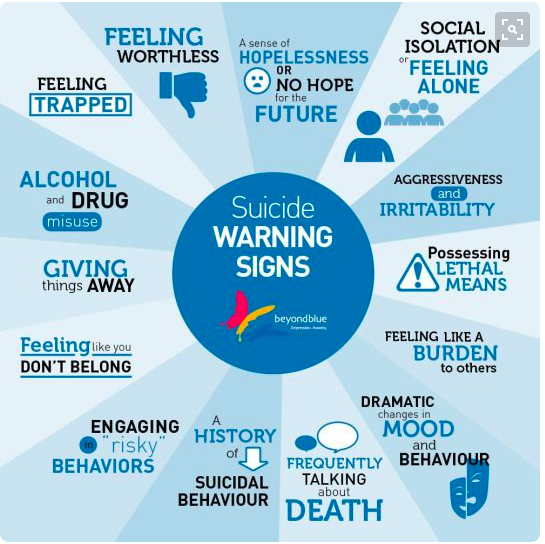 Suicide
WARNING
SIGNS
beyondblue
Depression. Anxiety.
A sense of
HOPELESSNESS
OR
NO HOPE
for the
FUTURE
SOCIAL
ISOLATION
or FEELING
ALONE
AGGRESSIVENESS
and
IRRITABILITY
Possessing
LETHAL
MEANS
FEELING LIKE A
BURDEN
to others
DRAMATIC
changes in
MOOD
and
BEHAVIOUR
FREQUENTLY
TALKING
about
DEATH
A
HISTORY
of
SUICIDAL
BEHAVIOUR
ENGAGING
in "risky"
BEHAVIORS
Feeling like you
DON'T BELONG
GIVING
things AWAY
ALCOHOL
and DRUG
misuse
FEELING
TRAPPED
FEELING
WORTHLESS